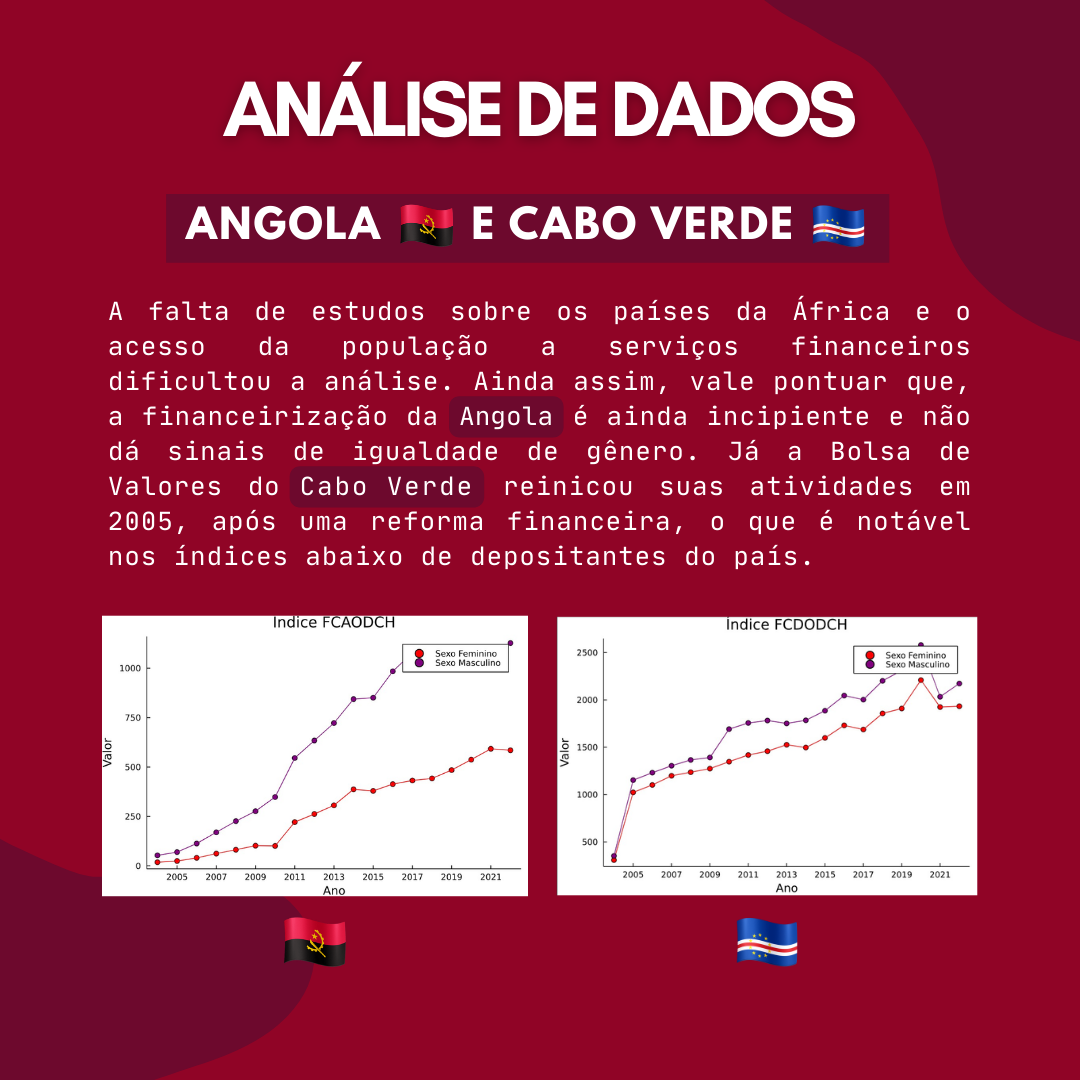 ANÁLISE DE DADOS
ANGOLA E CABO VERDE
A falta de estudos sobre os países da África e o
acesso da população a serviços financeiros
dificultou a análise. Ainda assim, vale pontuar que,
a financeirização da Angola é ainda incipiente e não
dá sinais de igualdade de gênero. Já a Bolsa de
Valores do Cabo Verde reinicou suas atividades em
2005, após uma reforma financeira, o que é notável
nos índices abaixo de depositantes do país.
Índice FCAODCH
Sexo Feminino
Sexo Masculino
1000
750
500
250
0
Valor
2005 2007 2009 2011 2013 2015 2017 2019 2021
Ano
Índice FCDODCH
Sexo Feminino
Sexo Masculino
2500
2000
1500
1000
500
Valor
2005 2007 2009 2011 2013 2015 2017 2019 2021
Ano